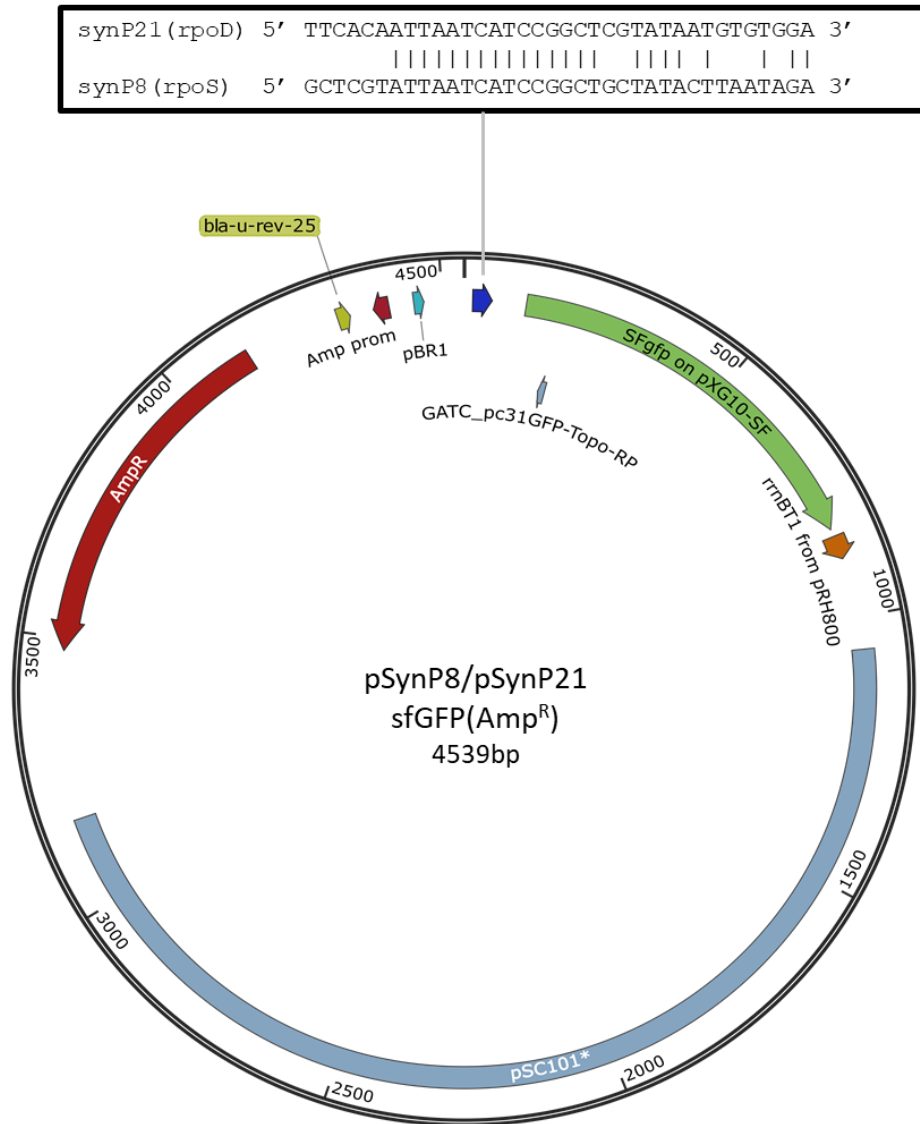 synP21(rpoD) 5’ TTCACAATTAATCATCCGGCTCGTATAATGTGTGGA 3’
||||||||||||||| |||| | | ||
synP8(rpoS) 5’ GCTCGTATTAATCATCCGGCTGCTATACTTAATAGA 3’
bla-u-rev-25
4500
Amp prom
pBR1
SFgfp on pXG10-SF
500
4000
GATC_pc31GFP-Topo-RP
AmpR
rrnBT1 from pRH800
1000
3500
pSynP8/pSynP21
sfGFP(Ampᴿ)
4539bp
1500
3000
pSC101*
2000
2500